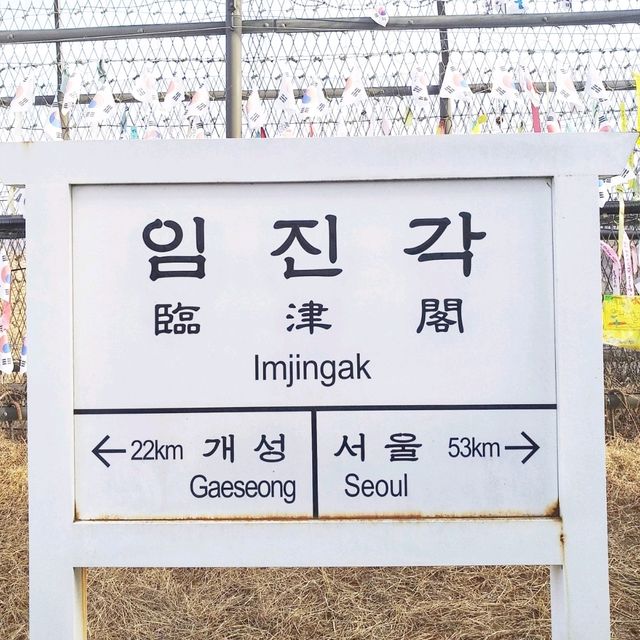 임 진 각
臨 津 閣
Imjingak
← 22km 개 성
Gaeseong
서 울 53km →
Seoul